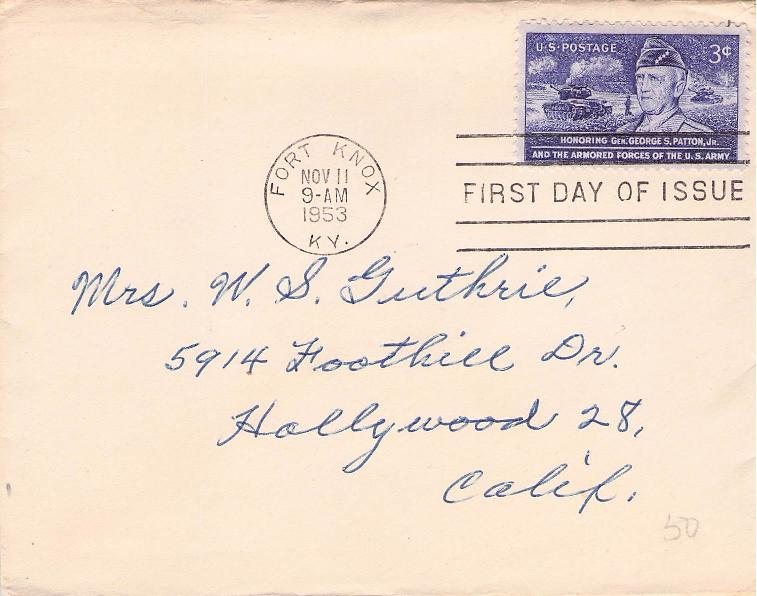 U·S·POSTAGE 3¢
HONORING GEN. GEORGE S. PATTON, JR.
AND THE ARMORED FORCES OF THE U. S. ARMY
FORT KNOX
NOV 11
9-AM
1953
KY.
FIRST DAY OF ISSUE
Mrs. W. S. Guthrie,
5914 Foothill Dr.
Hollywood 28,
Calif.
50